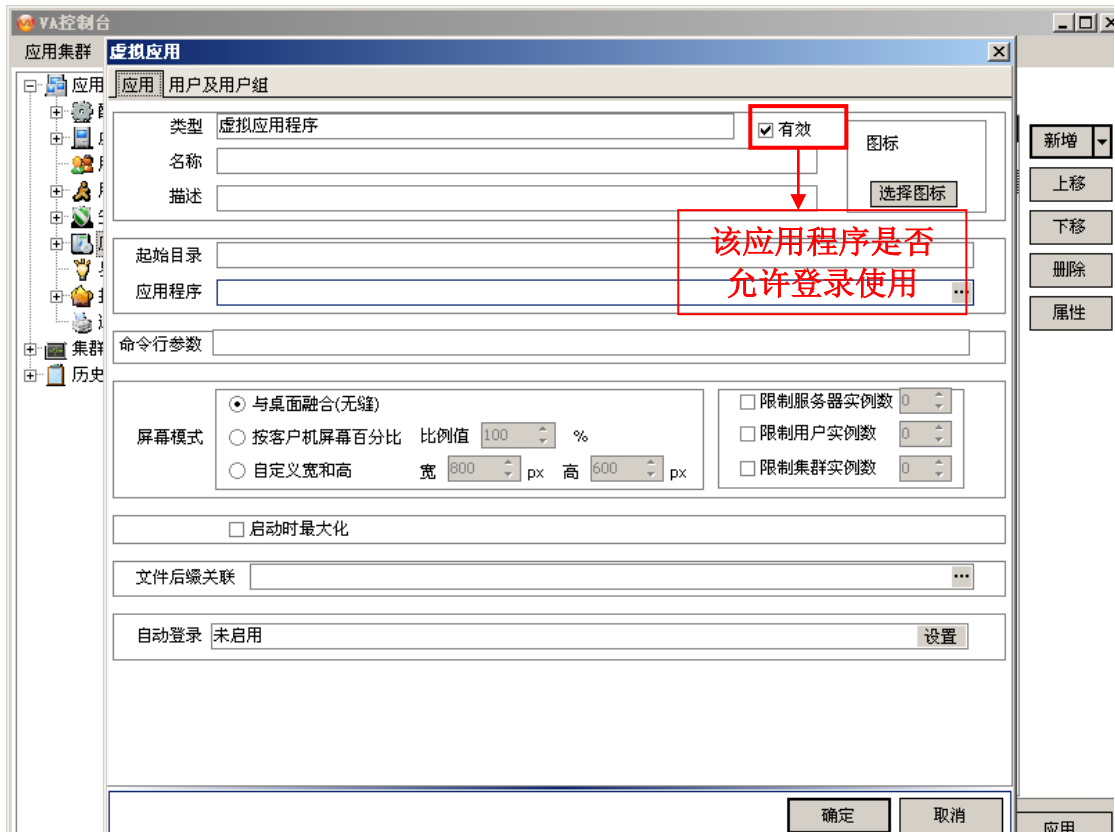 VA控制台
应用集群
虚拟应用
应用 用户及用户组
应用
集群
历史
类型 虚拟应用程序
有效
名称
描述
图标
选择图标
该应用程序是否
允许登录使用
起始目录
应用程序 ...
命令行参数
屏幕模式
与桌面融合(无缝)
按客户机屏幕百分比 比例值 100 %
自定义宽和高 宽 800 px 高 600 px
限制服务器实例数 0
限制用户实例数 0
限制集群实例数 0
启动时最大化
文件后缀关联 ...
自动登录 未启用 设置
确定 取消
新增
上移
下移
删除
属性
应用